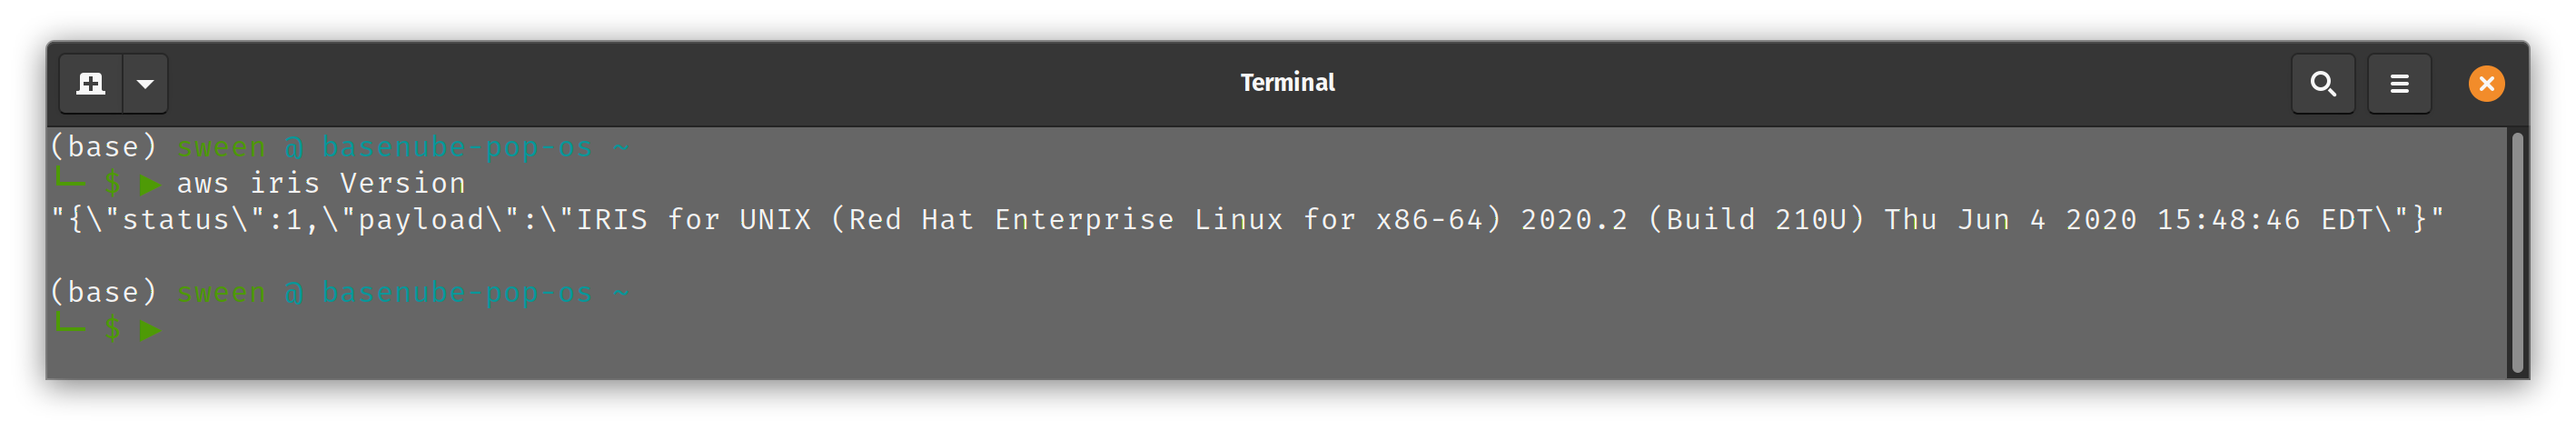 Terminal
(base) sween @ basenube-pop-os ~
└─ $ ▶ aws iris Version
"{\"status\":1,\"payload\":\"IRIS for UNIX (Red Hat Enterprise Linux for x86-64) 2020.2 (Build 210U) Thu Jun 4 2020 15:48:46 EDT\"}"
(base) sween @ basenube-pop-os ~
└─ $ ▶